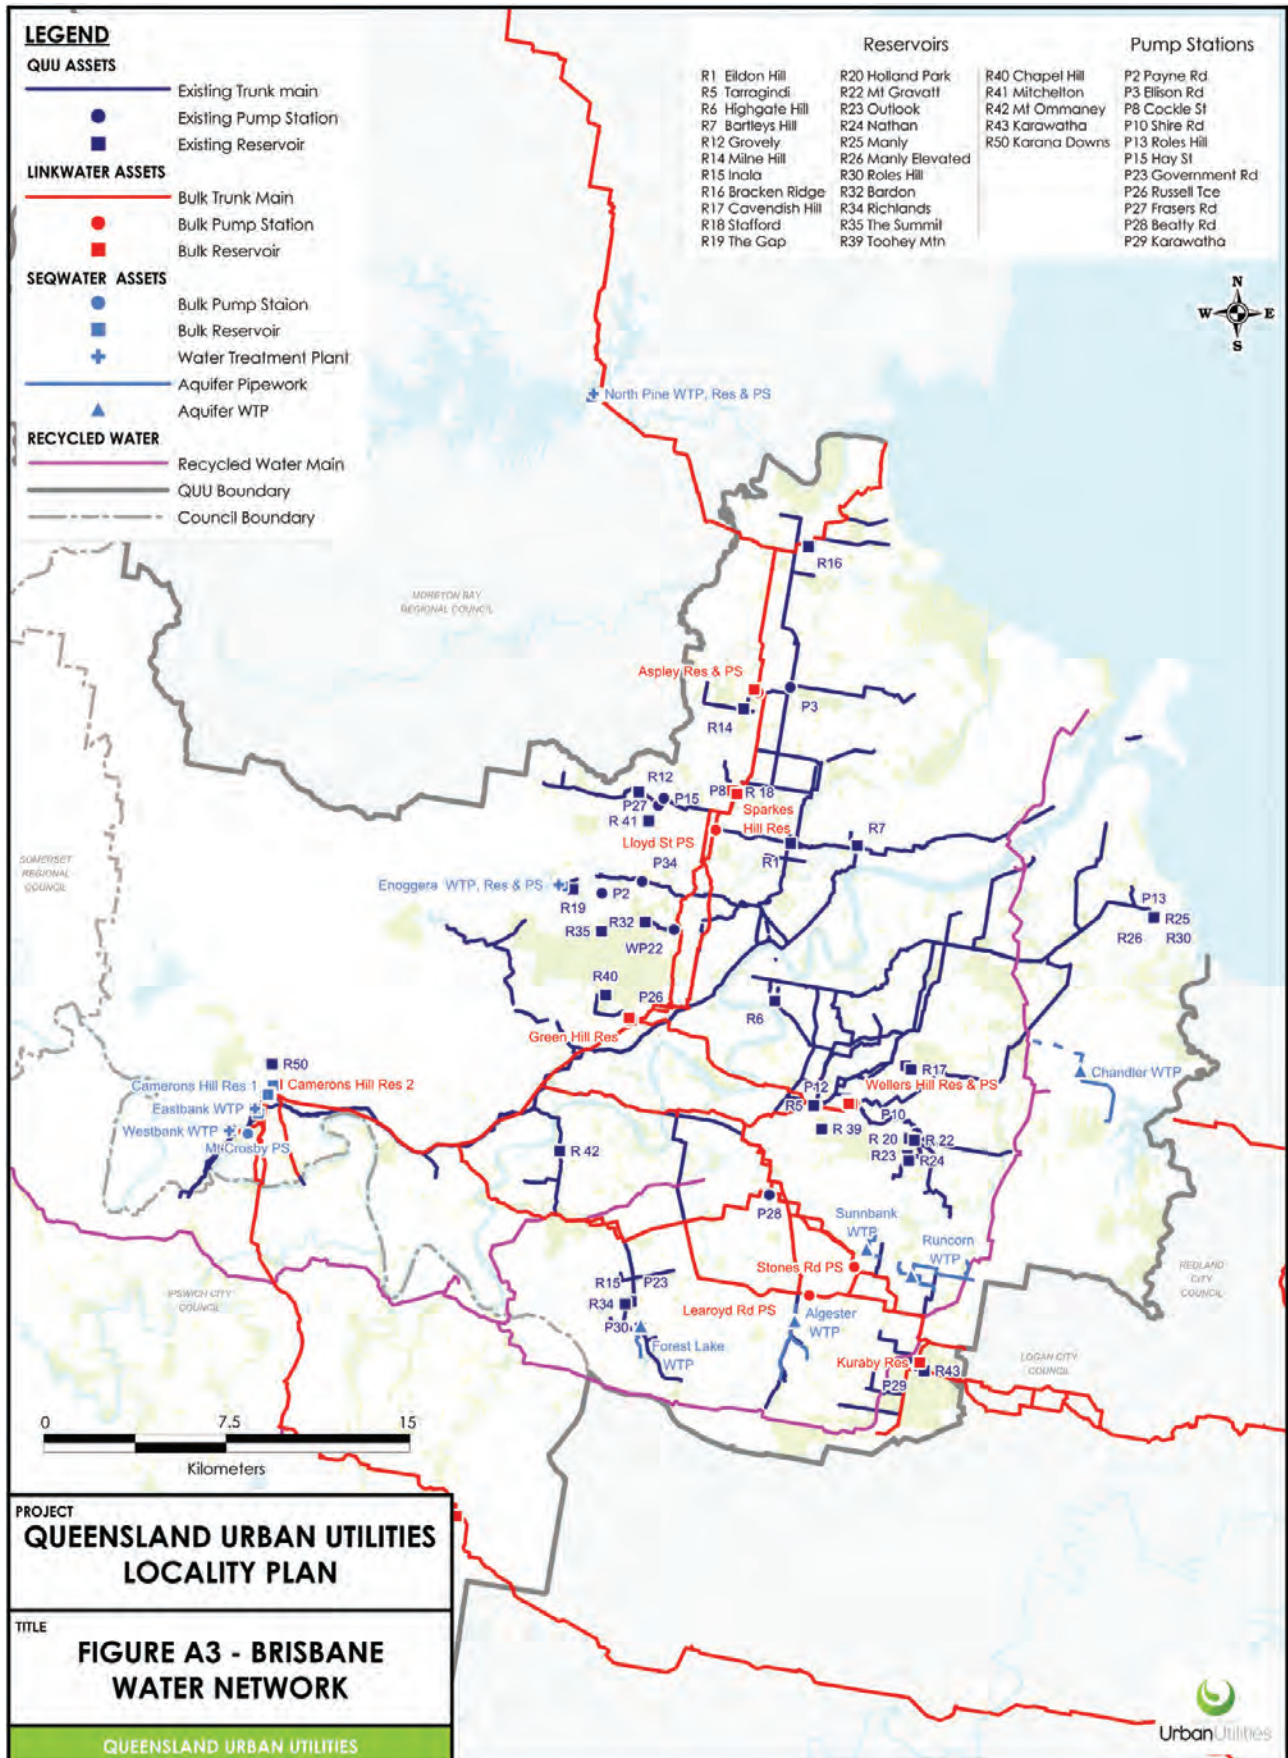 LEGEND
QUU ASSETS
Existing Trunk main
Existing Pump Station
Existing Reservoir
LINKWATER ASSETS
Bulk Trunk Main
Bulk Pump Station
Bulk Reservoir
SEQWATER ASSETS
Bulk Pump Staion
Bulk Reservoir
Water Treatment Plant
Aquifer Pipework
Aquifer WTP
RECYCLED WATER
Recycled Water Main
QUU Boundary
Council Boundary
Reservoirs
R1 Eildon Hill
R5 Tarragindi
R6 Highgate Hill
R7 Bartleys Hill
R12 Grovely
R14 Milne Hill
R15 Inala
R16 Bracken Ridge
R17 Cavendish Hill
R18 Stafford
R19 The Gap
R20 Holland Park
R22 Mt Gravatt
R23 Outlook
R24 Nathan
R25 Manly
R26 Manly Elevated
R30 Roles Hill
R32 Bardon
R34 Richlands
R35 The Summit
R39 Toohey Mtn
R40 Chapel Hill
R41 Mitchelton
R42 Mt Ommaney
R43 Karawatha
R50 Karana Downs
Pump Stations
P2 Payne Rd
P3 Ellison Rd
P8 Cockle St
P10 Shire Rd
P13 Roles Hill
P15 Hay St
P23 Government Rd
P26 Russell Tce
P27 Frasers Rd
P28 Beatty Rd
P29 Karawatha
N
W E
S
North Pine WTP, Res & PS
R16
MORETON BAY
REGIONAL COUNCIL
Aspley Res & PS
P3
R14
R12
P15
P27
R 41
P8
R 18
Sparkes
Hill Res
Lloyd St PS
R7
R1
SOMERSET
REGIONAL
COUNCIL
P34
Enoggera WTP, Res & PS
P2
R19
R32
R35
WP22
P13
R25
R26
R30
R40
P26
R6
Green Hill Res
R50
Camerons Hill Res 1
Camerons Hill Res 2
Eastbank WTP
Westbank WTP
Mt Crosby PS
R17
Chandler WTP
P12
Wellers Hill Res & PS
R5
P10
R 39
R 20
R 22
R23
R24
R 42
P28
Sunnbank
WTP
Runcorn
WTP
Stones Rd PS
REDLAND
CITY
COUNCIL
IPSWICH CITY
COUNCIL
R15
P23
R34
P30
Learoyd Rd PS
Algester
WTP
Forest Lake
WTP
Kuraby Res
R43
P29
LOGAN CITY
COUNCIL
0 7.5 15
Kilometers
PROJECT
QUEENSLAND URBAN UTILITIES
LOCALITY PLAN
TITLE
FIGURE A3 - BRISBANE
WATER NETWORK
QUEENSLAND URBAN UTILITIES
UrbanUtilities